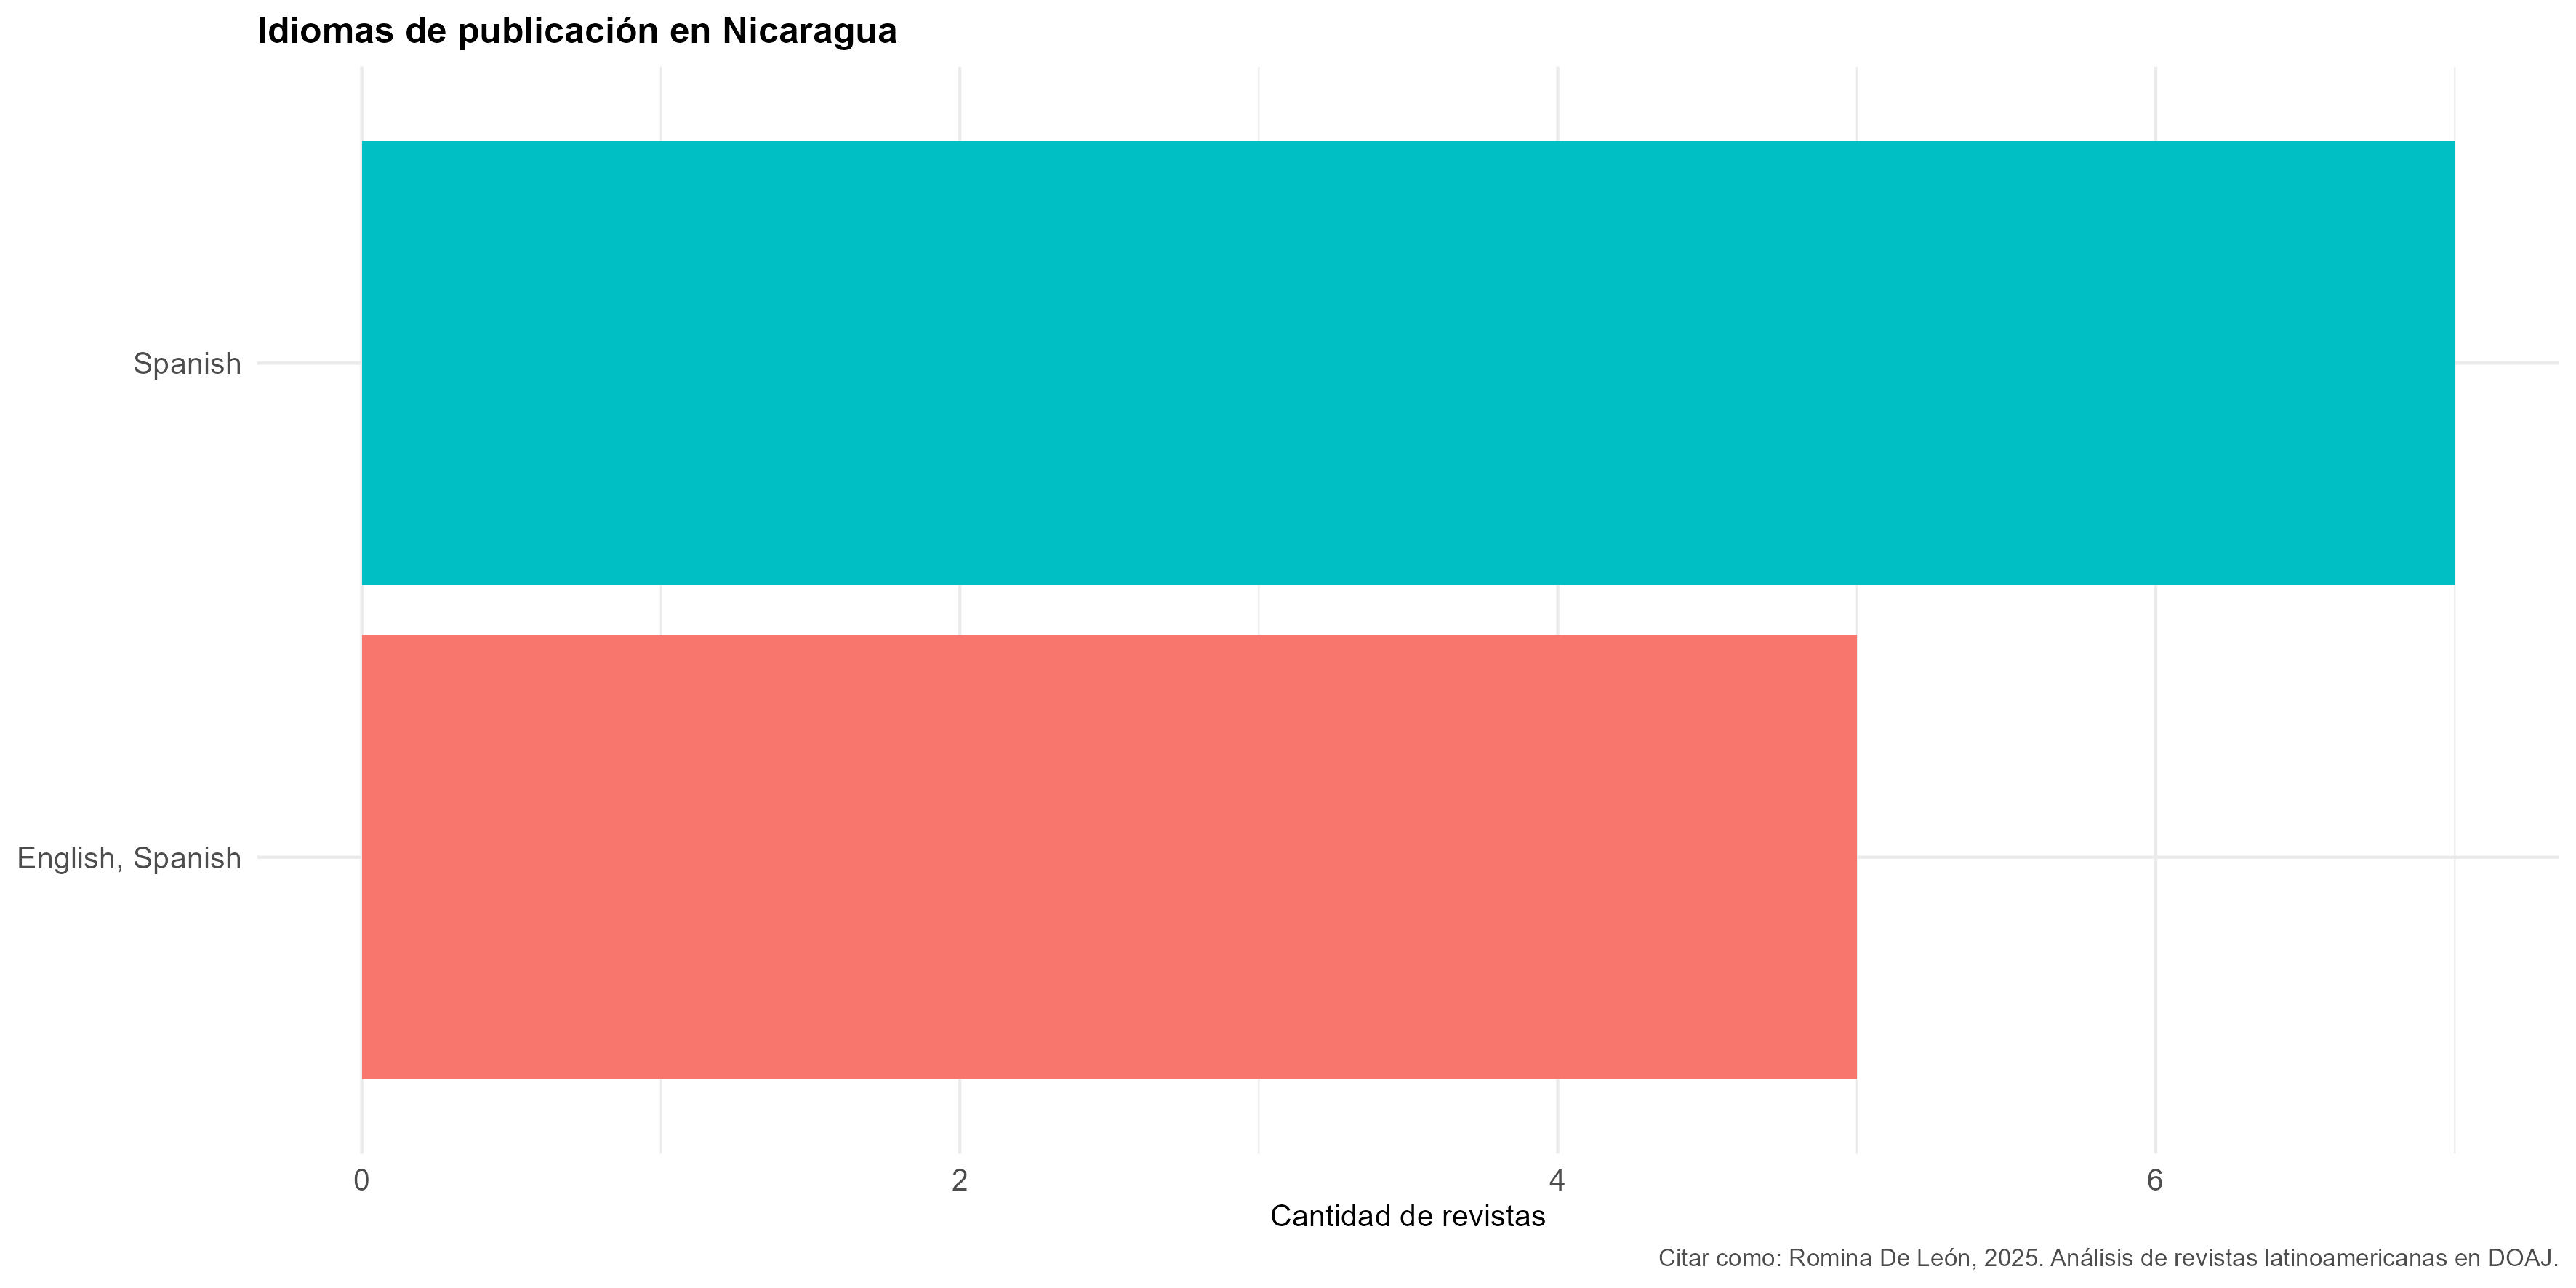 Idiomas de publicación en Nicaragua
Spanish
English, Spanish
0 2 4 6
Cantidad de revistas
Citar como: Romina De León, 2025. Análisis de revistas latinoamericanas en DOAJ.